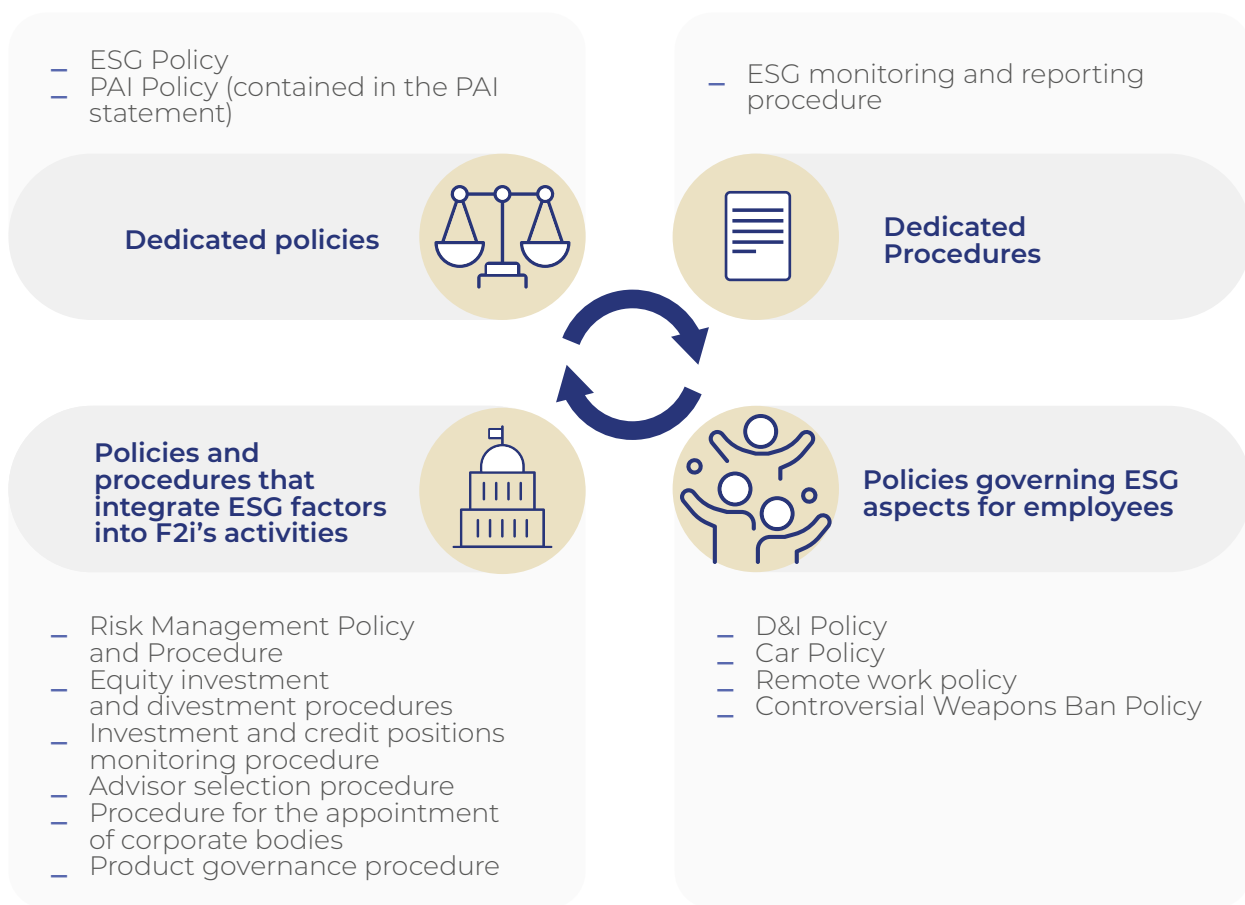 _ ESG Policy
_ PAI Policy (contained in the PAI
statement)
Dedicated policies
_ ESG monitoring and reporting
procedure
Dedicated
Procedures
Policies and
procedures that
integrate ESG factors
into F2i’s activities
_ Risk Management Policy
and Procedure
_ Equity investment
and divestment procedures
_ Investment and credit positions
monitoring procedure
_ Advisor selection procedure
_ Procedure for the appointment
of corporate bodies
_ Product governance procedure
Policies governing ESG
aspects for employees
_ D&I Policy
_ Car Policy
_ Remote work policy
_ Controversial Weapons Ban Policy